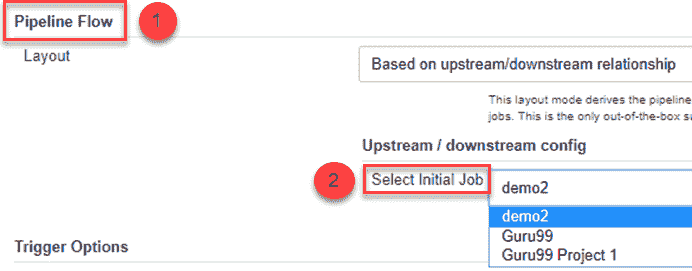 Pipeline Flow 1
Layout Based on upstream/downstream relationship
This layout mode derives the pipeline
jobs. This is the only out-of-the-box
Upstream / downstream config
2 Select Initial Job demo2
demo2
Guru99
Guru99 Project 1
Trigger Options